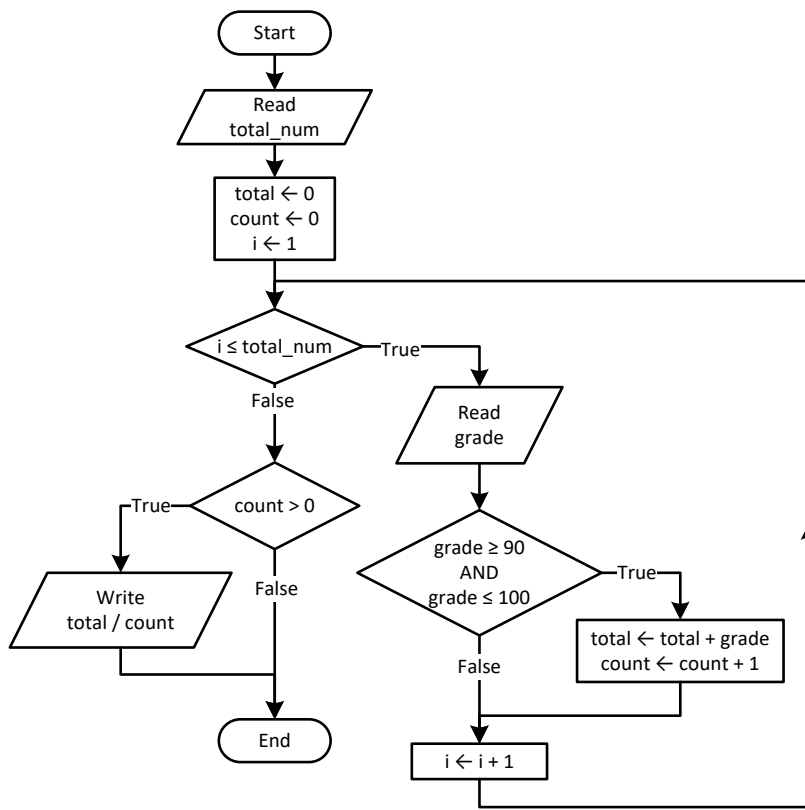 Start
Read
total_num
total ← 0
count ← 0
i ← 1
i ≤ total_num
True
False
Read
grade
count > 0
True
False
Write
total / count
grade ≥ 90
AND
grade ≤ 100
True
False
total ← total + grade
count ← count + 1
i ← i + 1
End